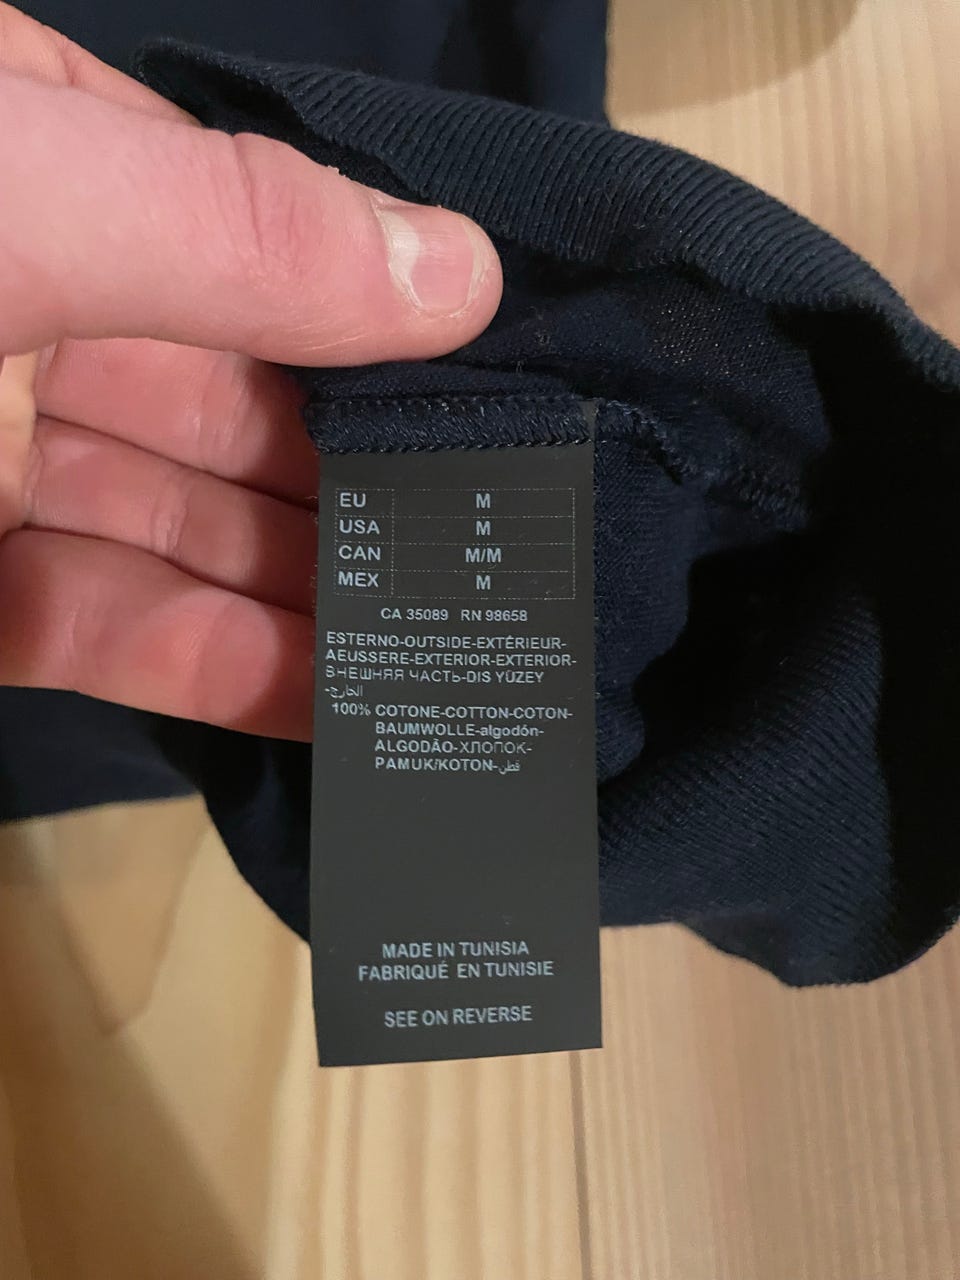 EU M
USA M
CAN M/M
MEX M
CA 35089 RN 98658
ESTERNO-OUTSIDE-EXTÉRIEUR-
AEUSSERE-EXTERIOR-EXTERIOR-
ВНЕШНЯЯ ЧАСТЬ-DIS YÜZEY
-الخارج
100% COTONE-COTTON-COTON-
BAUMWOLLE-algodón-
ALGODÃO-ХЛОПОК-
PAMUK/KOTON-قطن
MADE IN TUNISIA
FABRIQUÉ EN TUNISIE
SEE ON REVERSE